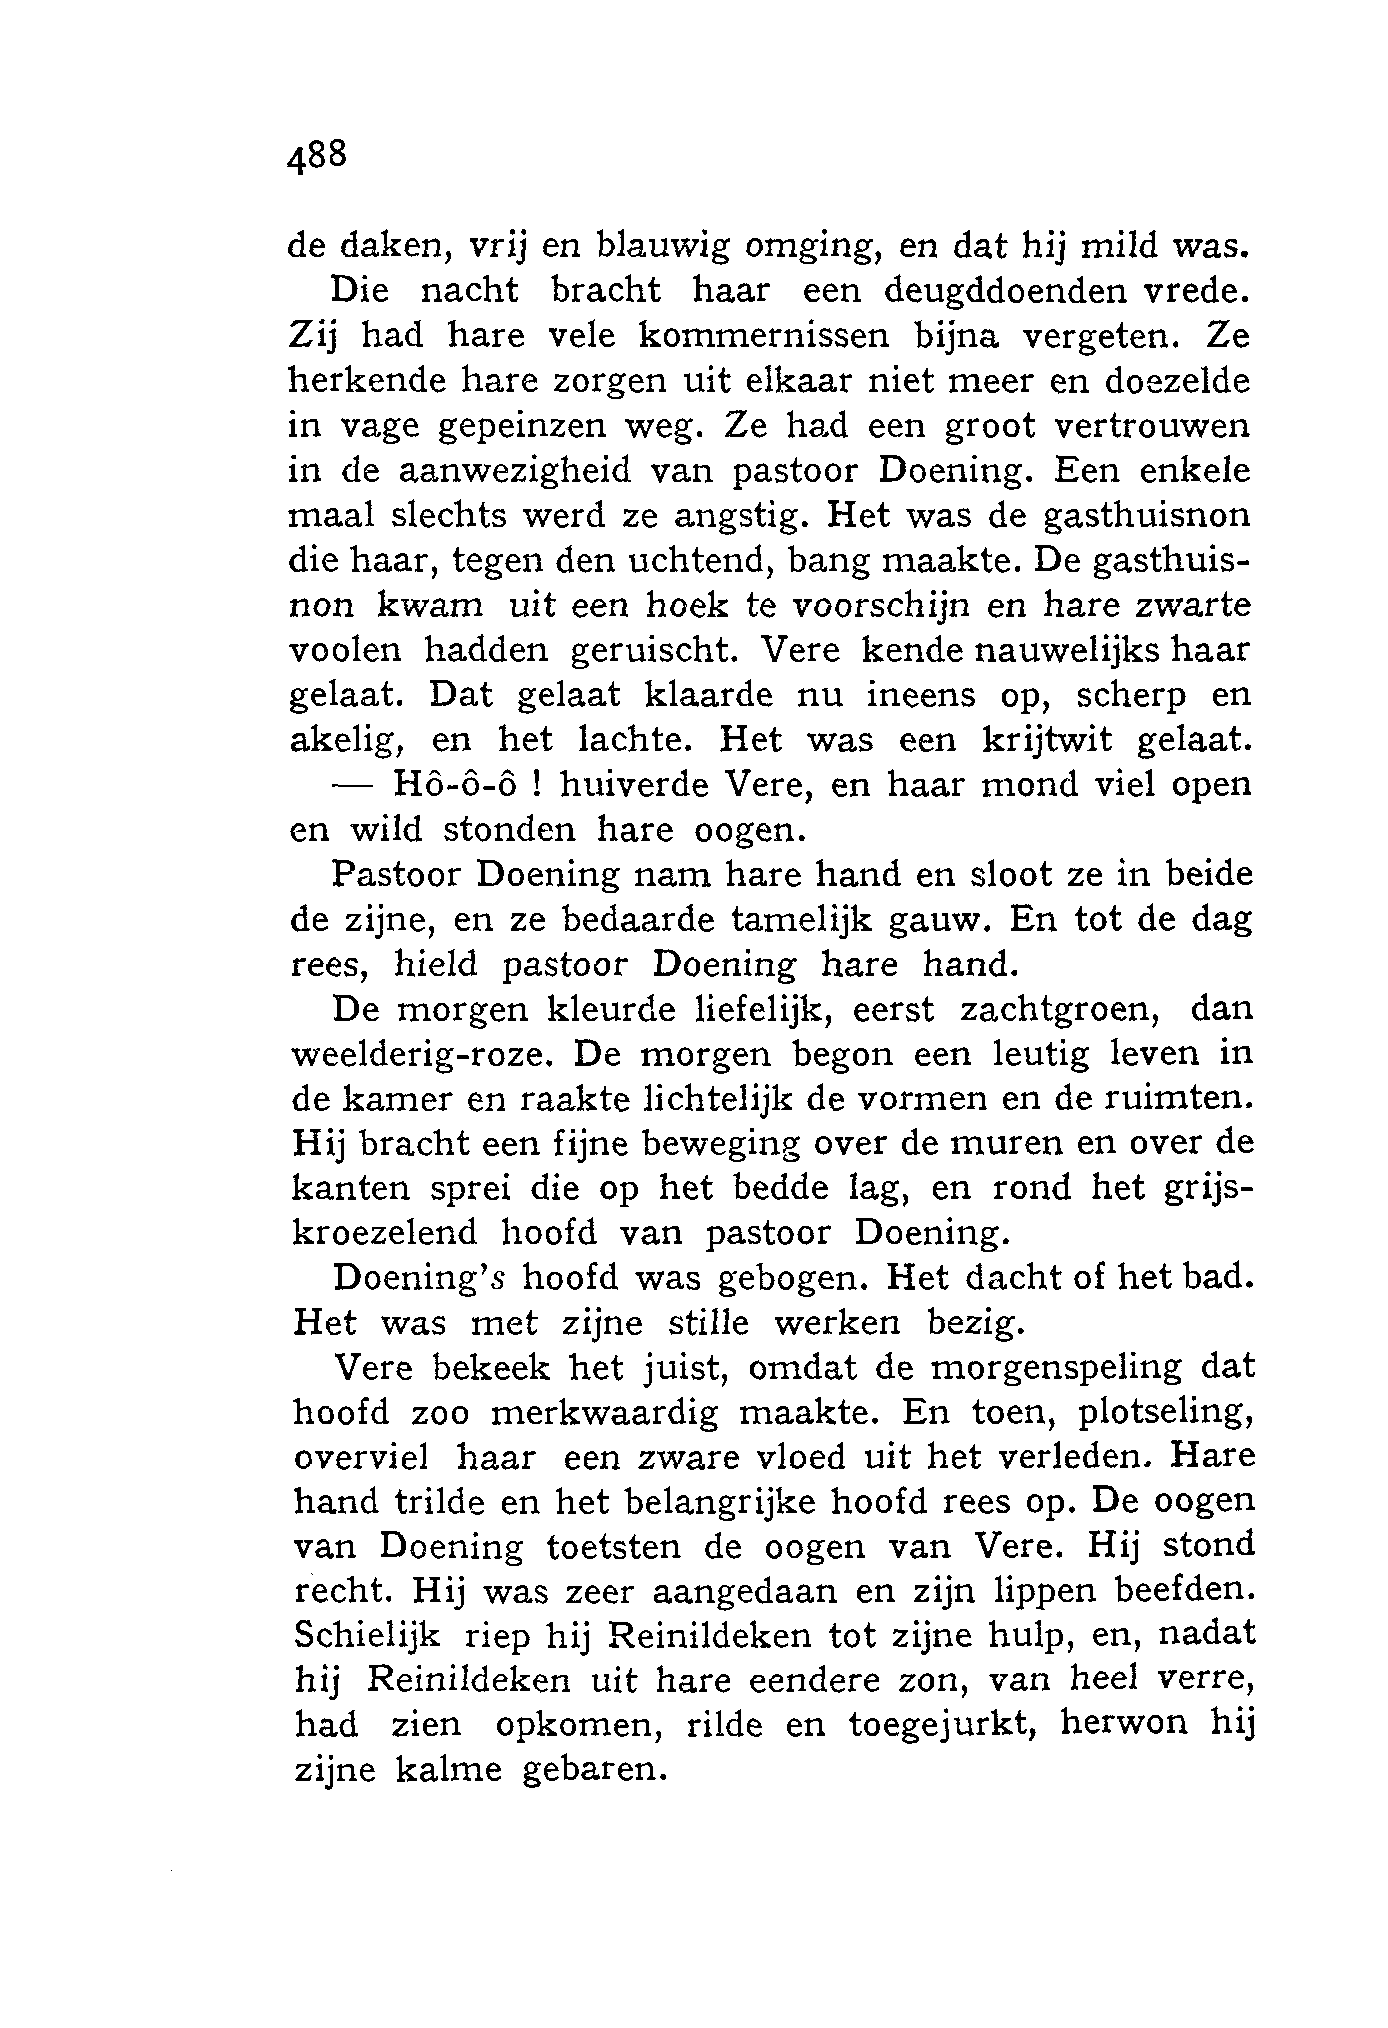 488
de daken, vrij en blauwig omging, en dat hij mild was.
Die nacht bracht haar een deugddoenden vrede.
Zij had hare vele kommernissen bijna vergeten. Ze
herkende hare zorgen uit elkaar niet meer en doezelde
in vage gepeinzen weg. Ze had een groot vertrouwen
in de aanwezigheid van pastoor Doening. Een enkele
maal slechts werd ze angstig. Het was de gasthuisnon
die haar, tegen den uchtend, bang maakte. De gasthuis-
non kwam uit een hoek te voorschijn en hare zwarte
voolen hadden geruischt. Vere kende nauwelijks haar
gelaat. Dat gelaat klaarde nu ineens op, scherp en
akelig, en het lachte. Het was een krijtwit gelaat.
— Hô-ô-ô ! huiverde Vere, en haar mond viel open
en wild stonden hare oogen.
Pastoor Doening nam hare hand en sloot ze in beide
de zijne, en ze bedaarde tamelijk gauw. En tot de dag
rees, hield pastoor Doening hare hand.
De morgen kleurde liefelijk, eerst zachtgroen, dan
weelderig-roze. De morgen begon een leutig leven in
de kamer en raakte lichtelijk de vormen en de ruimten.
Hij bracht een fijne beweging over de muren en over de
kanten sprei die op het bedde lag, en rond het grijs-
kroezelend hoofd van pastoor Doening.
Doening's hoofd was gebogen. Het dacht of het bad.
Het was met zijne stille werken bezig.
Vere bekeek het juist, omdat de morgenspeling dat
hoofd zoo merkwaardig maakte. En toen, plotseling,
overviel haar een zware vloed uit het verleden. Hare
hand trilde en het belangrijke hoofd rees op. De oogen
van Doening toetsten de oogen van Vere. Hij stond
recht. Hij was zeer aangedaan en zijn lippen beefden.
Schielijk riep hij Reinildeken tot zijne hulp, en, nadat
hij Reinildeken uit hare eendere zon, van heel verre,
had zien opkomen, rilde en toegejurkt, herwon hij
zijne kalme gebaren.